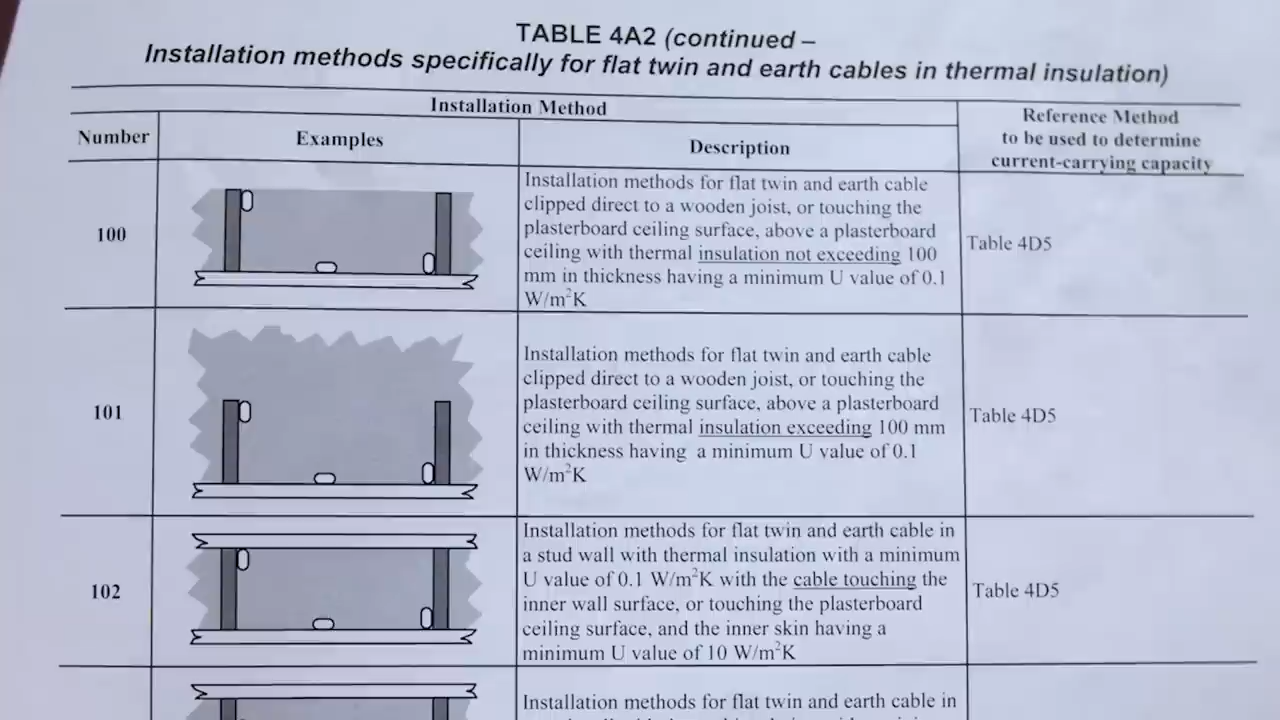 TABLE 4A2 (continued –
Installation methods specifically for flat twin and earth cables in thermal insulation)
Installation Method
Reference Method
to be used to determine
current-carrying capacity
Number
Examples
Description
100
Installation methods for flat twin and earth cable
clipped direct to a wooden joist, or touching the
plasterboard ceiling surface, above a plasterboard
ceiling with thermal insulation not exceeding 100
mm in thickness having a minimum U value of 0.1
W/m²K
Table 4D5
101
Installation methods for flat twin and earth cable
clipped direct to a wooden joist, or touching the
plasterboard ceiling surface, above a plasterboard
ceiling with thermal insulation exceeding 100 mm
in thickness having a minimum U value of 0.1
W/m²K
Table 4D5
102
Installation methods for flat twin and earth cable in
a stud wall with thermal insulation with a minimum
U value of 0.1 W/m²K with the cable touching the
inner wall surface, or touching the plasterboard
ceiling surface, and the inner skin having a
minimum U value of 10 W/m²K
Table 4D5
Installation methods for flat twin and earth cable in